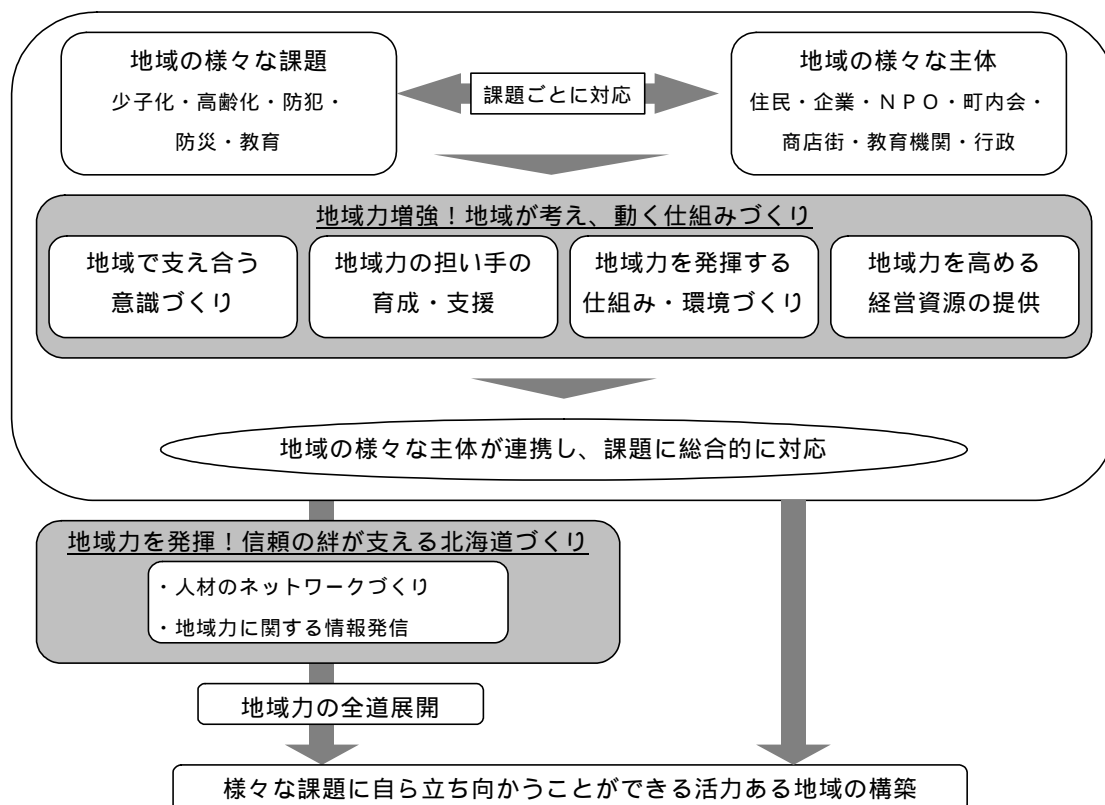 地域の様々な課題
少子化・高齢化・防犯・
防災・教育
課題ごとに対応
地域の様々な主体
住民・企業・ＮＰＯ・町内会・
商店街・教育機関・行政
地域力増強！地域が考え、動く仕組みづくり
地域で支え合う
意識づくり
地域力の担い手の
育成・支援
地域力を発揮する
仕組み・環境づくり
地域力を高める
経営資源の提供
地域の様々な主体が連携し、課題に総合的に対応
地域力を発揮！信頼の絆が支える北海道づくり
・人材のネットワークづくり
・地域力に関する情報発信
地域力の全道展開
様々な課題に自ら立ち向かうことができる活力ある地域の構築